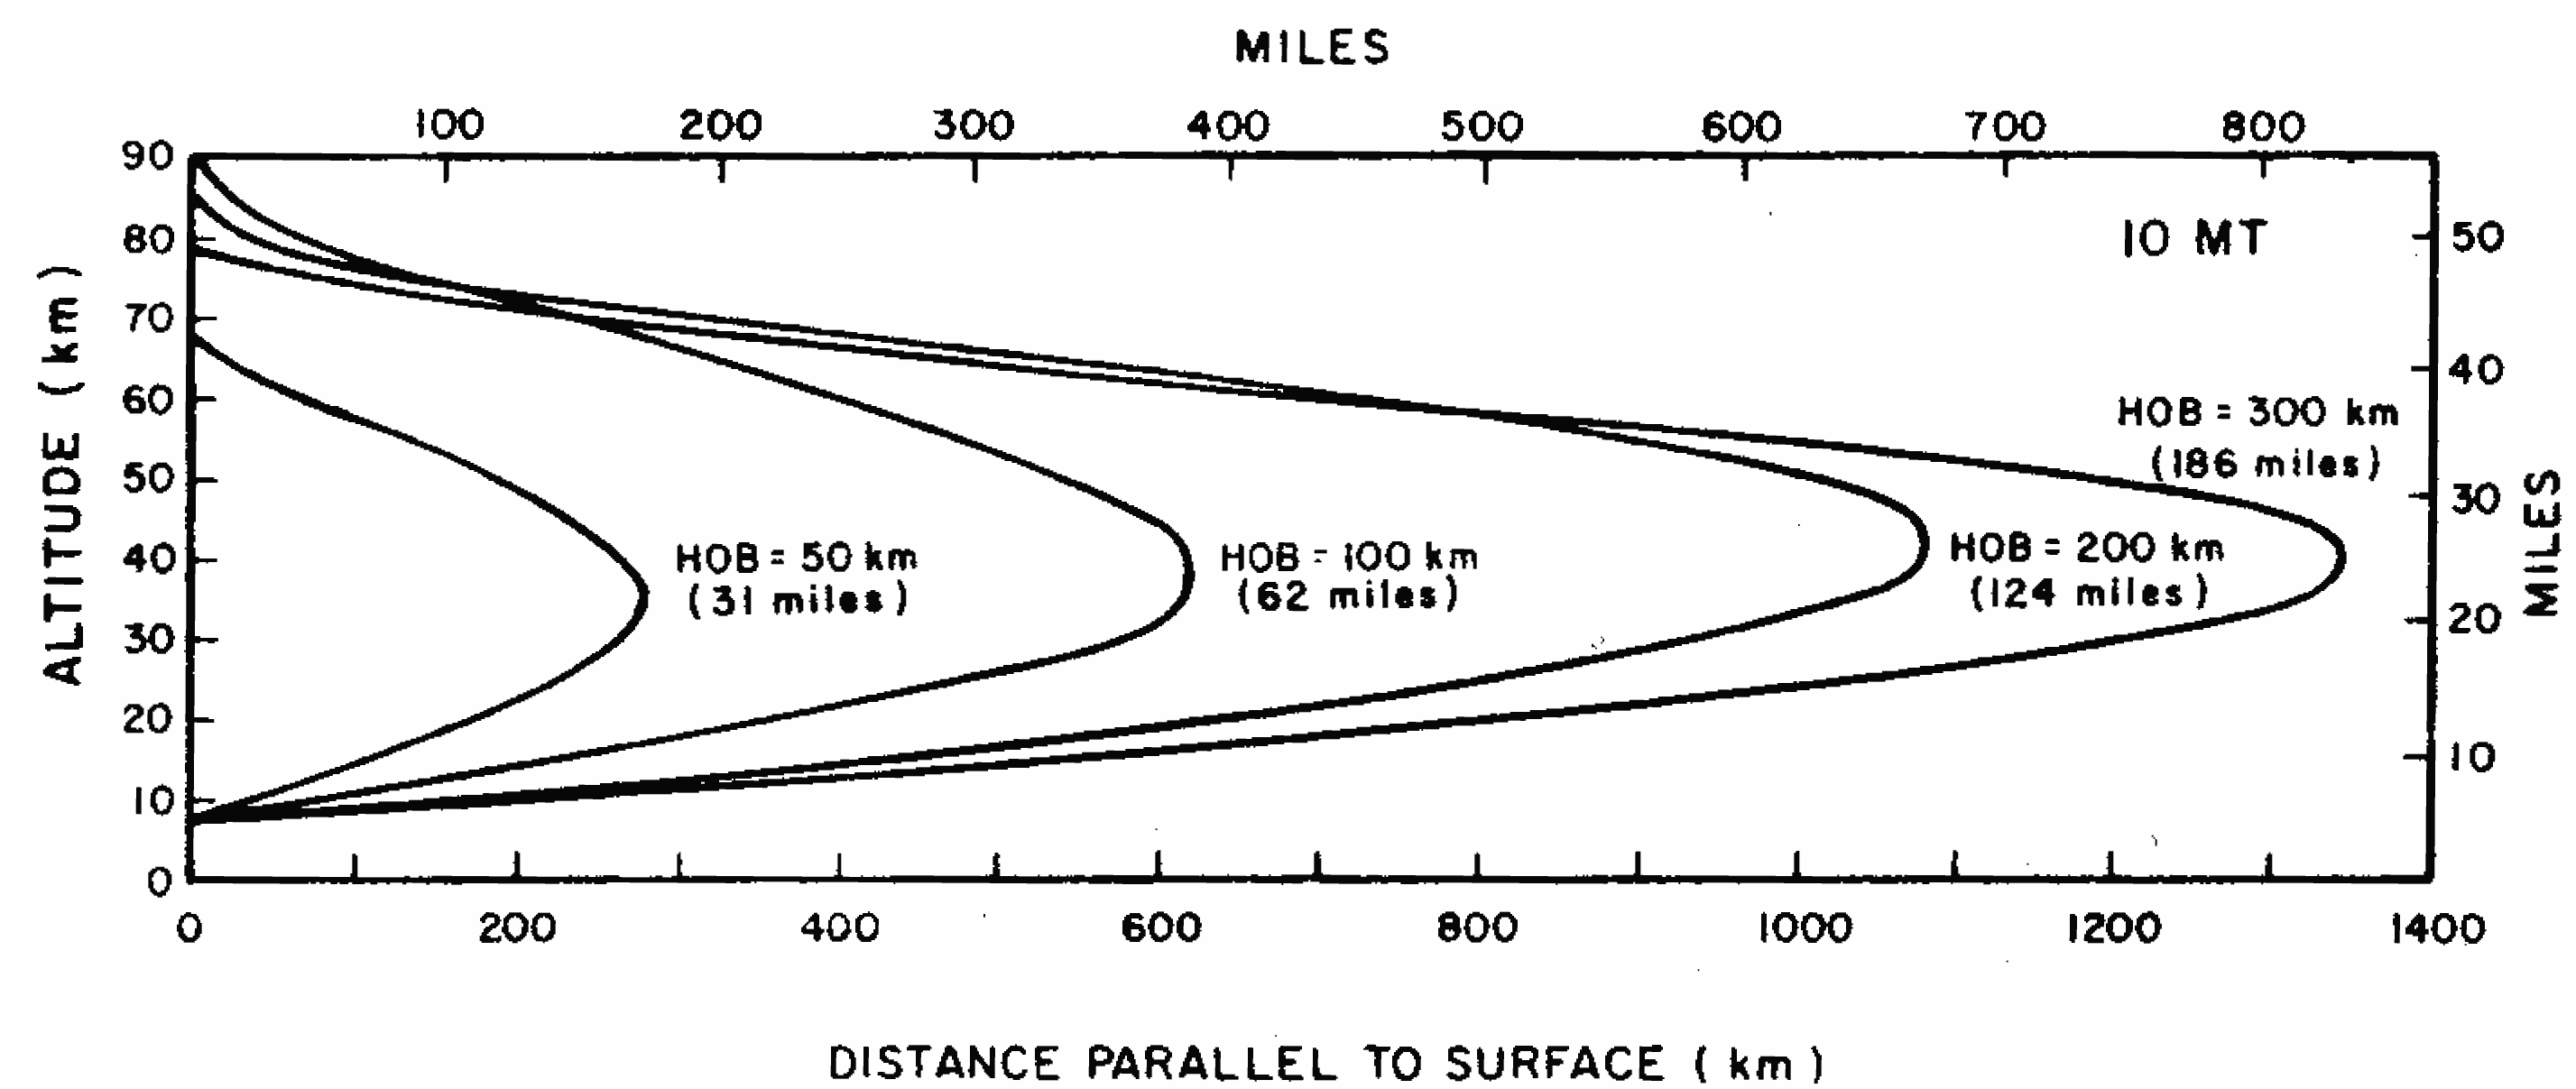 MILES
100 200 300 400 500 600 700 800
90
80
70
60
50
40
30
20
10
0
ALTITUDE (km)
10 MT
50
40
30
20
10
MILES
HOB = 300 km
(186 miles)
HOB = 50 km
(31 miles)
HOB = 100 km
(62 miles)
HOB = 200 km
(124 miles)
0 200 400 600 800 1000 1200 1400
DISTANCE PARALLEL TO SURFACE (km)